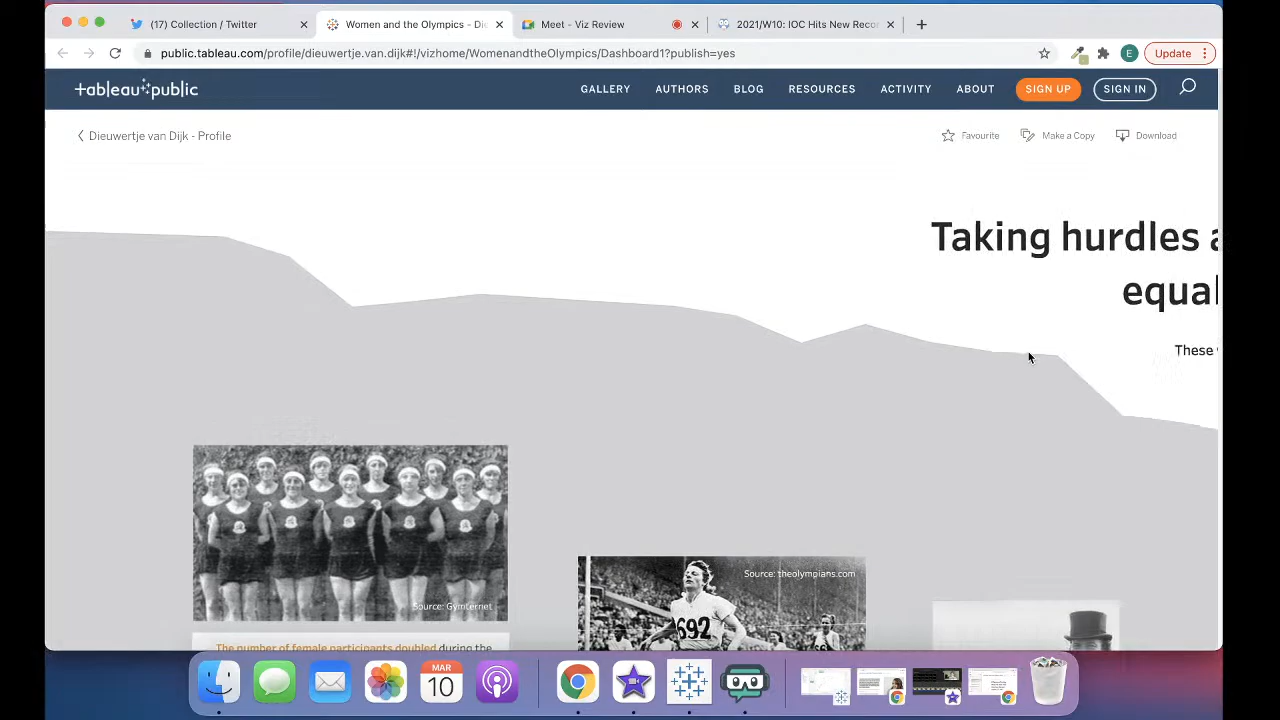 (17) Collection / Twitter
Women and the Olympics - Die
Meet - Viz Review
2021/W10: IOC Hits New Reco
public.tableau.com/profile/dieuwertje.van.dijk#!/vizhome/WomenandtheOlympics/Dashboard1?publish=yes
E
Update
+ableau+public
GALLERY
AUTHORS
BLOG
RESOURCES
ACTIVITY
ABOUT
SIGN UP
SIGN IN
Dieuwertje van Dijk - Profile
Favourite
Make a Copy
Download
Taking hurdles a
equal
These
Source: Gymternet
Source: theolympians.com
692
The number of female participants doubled during the
MAR
10